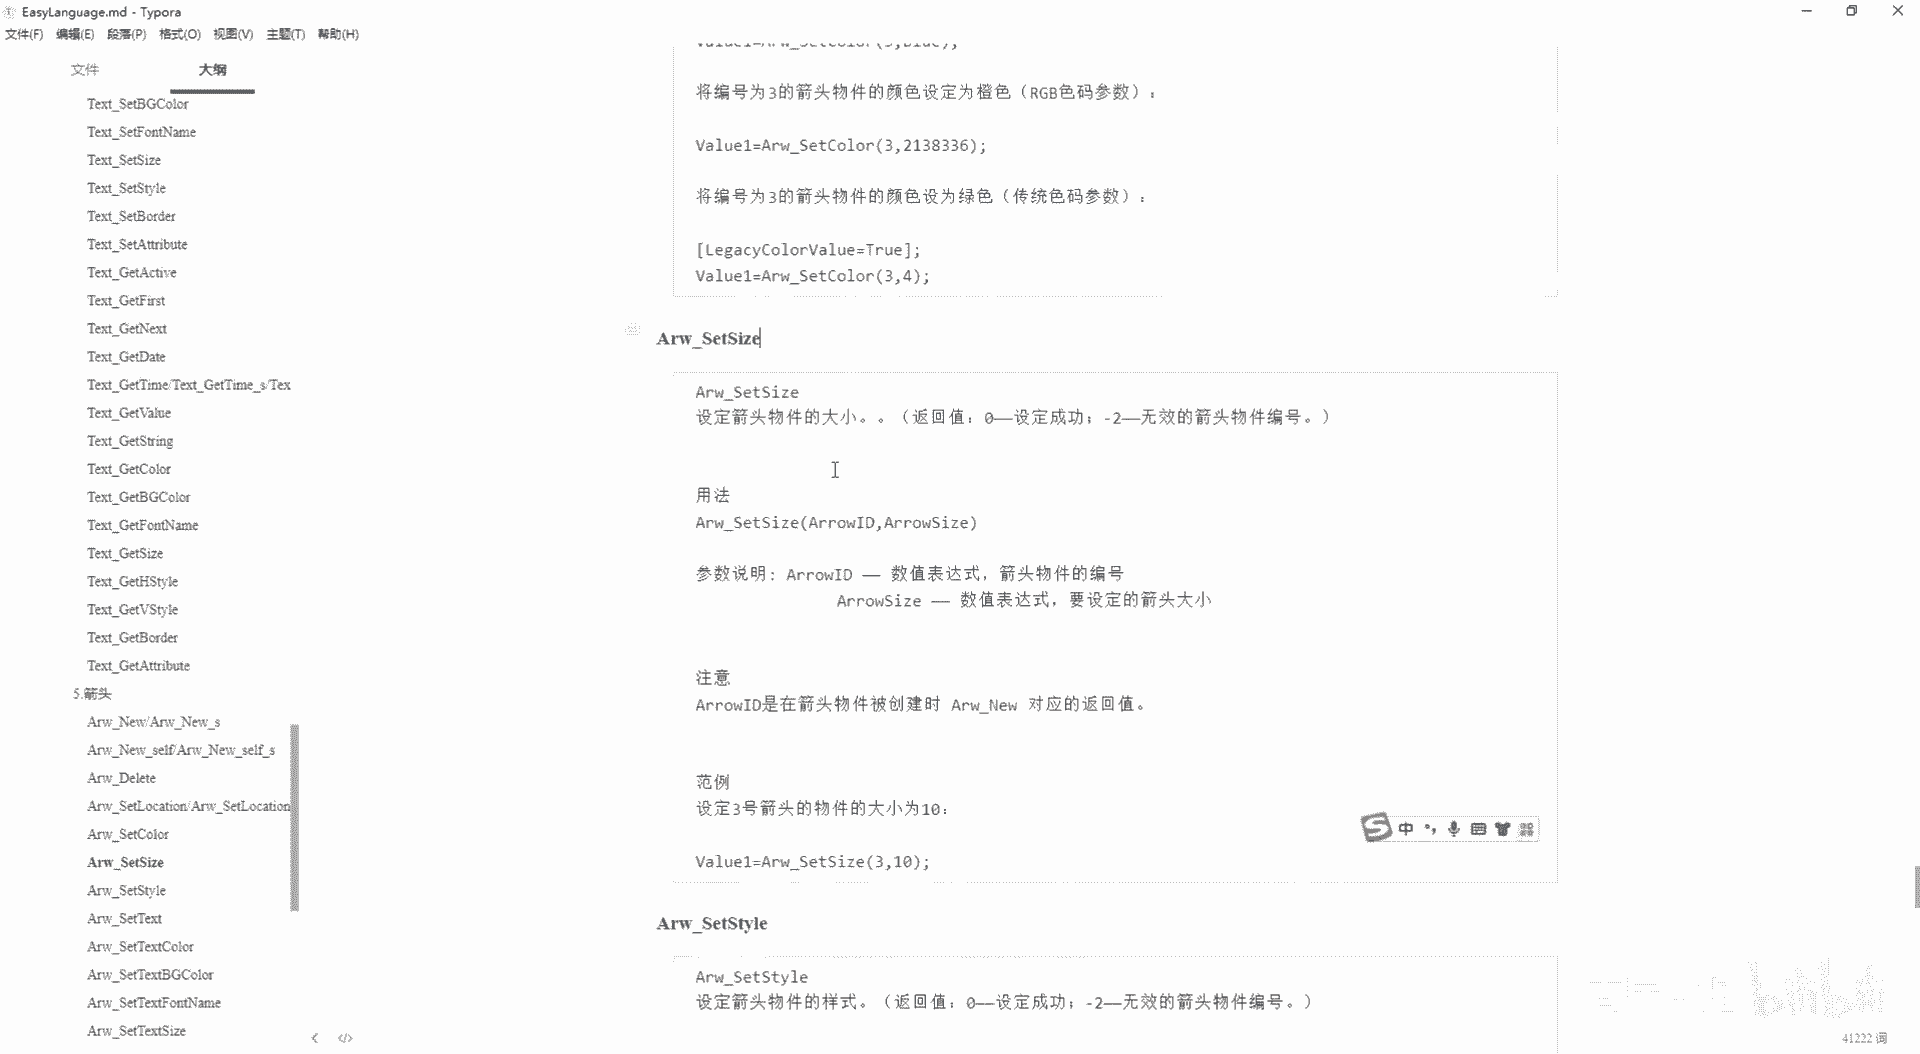 EasyLanguage.md - Typora
文件(F) 编辑(E) 段落(P) 格式(O) 视图(V) 主题(T) 帮助(H)
文件 大纲
Text_SetBGColor
Text_SetFontName
Text_SetSize
Text_SetStyle
Text_SetBorder
Text_SetAttribute
Text_GetActive
Text_GetFirst
Text_GetNext
Text_GetDate
Text_GetTime/Text_GetTime_s/Tex
Text_GetValue
Text_GetString
Text_GetColor
Text_GetBGColor
Text_GetFontName
Text_GetSize
Text_GetHStyle
Text_GetVStyle
Text_GetBorder
Text_GetAttribute
5.箭头
Arw_New/Arw_New_s
Arw_New_self/Arw_New_self_s
Arw_Delete
Arw_SetLocation/Arw_SetLocation
Arw_SetColor
Arw_SetSize
Arw_SetStyle
Arw_SetText
Arw_SetTextColor
Arw_SetTextBGColor
Arw_SetTextFontName
Arw_SetTextSize
Value1=Arw_SetColor(3,blue);
将编号为3的箭头物件的颜色设定为橙色（RGB色码参数）：
Value1=Arw_SetColor(3,2138336);
将编号为3的箭头物件的颜色设为绿色（传统色码参数）：
[LegacyColorValue=True];
Value1=Arw_SetColor(3,4);
Arw_SetSize
Arw_SetSize
设定箭头物件的大小。。（返回值：0——设定成功；-2——无效的箭头物件编号。）
用法
Arw_SetSize(ArrowID,ArrowSize)
参数说明: ArrowID —— 数值表达式，箭头物件的编号
ArrowSize —— 数值表达式，要设定的箭头大小
注意
ArrowID是在箭头物件被创建时 Arw_New 对应的返回值。
范例
设定3号箭头的物件的大小为10：
Value1=Arw_SetSize(3,10);
中
Arw_SetStyle
Arw_SetStyle
设定箭头物件的样式。（返回值：0——设定成功；-2——无效的箭头物件编号。）
bilibili
41222 词